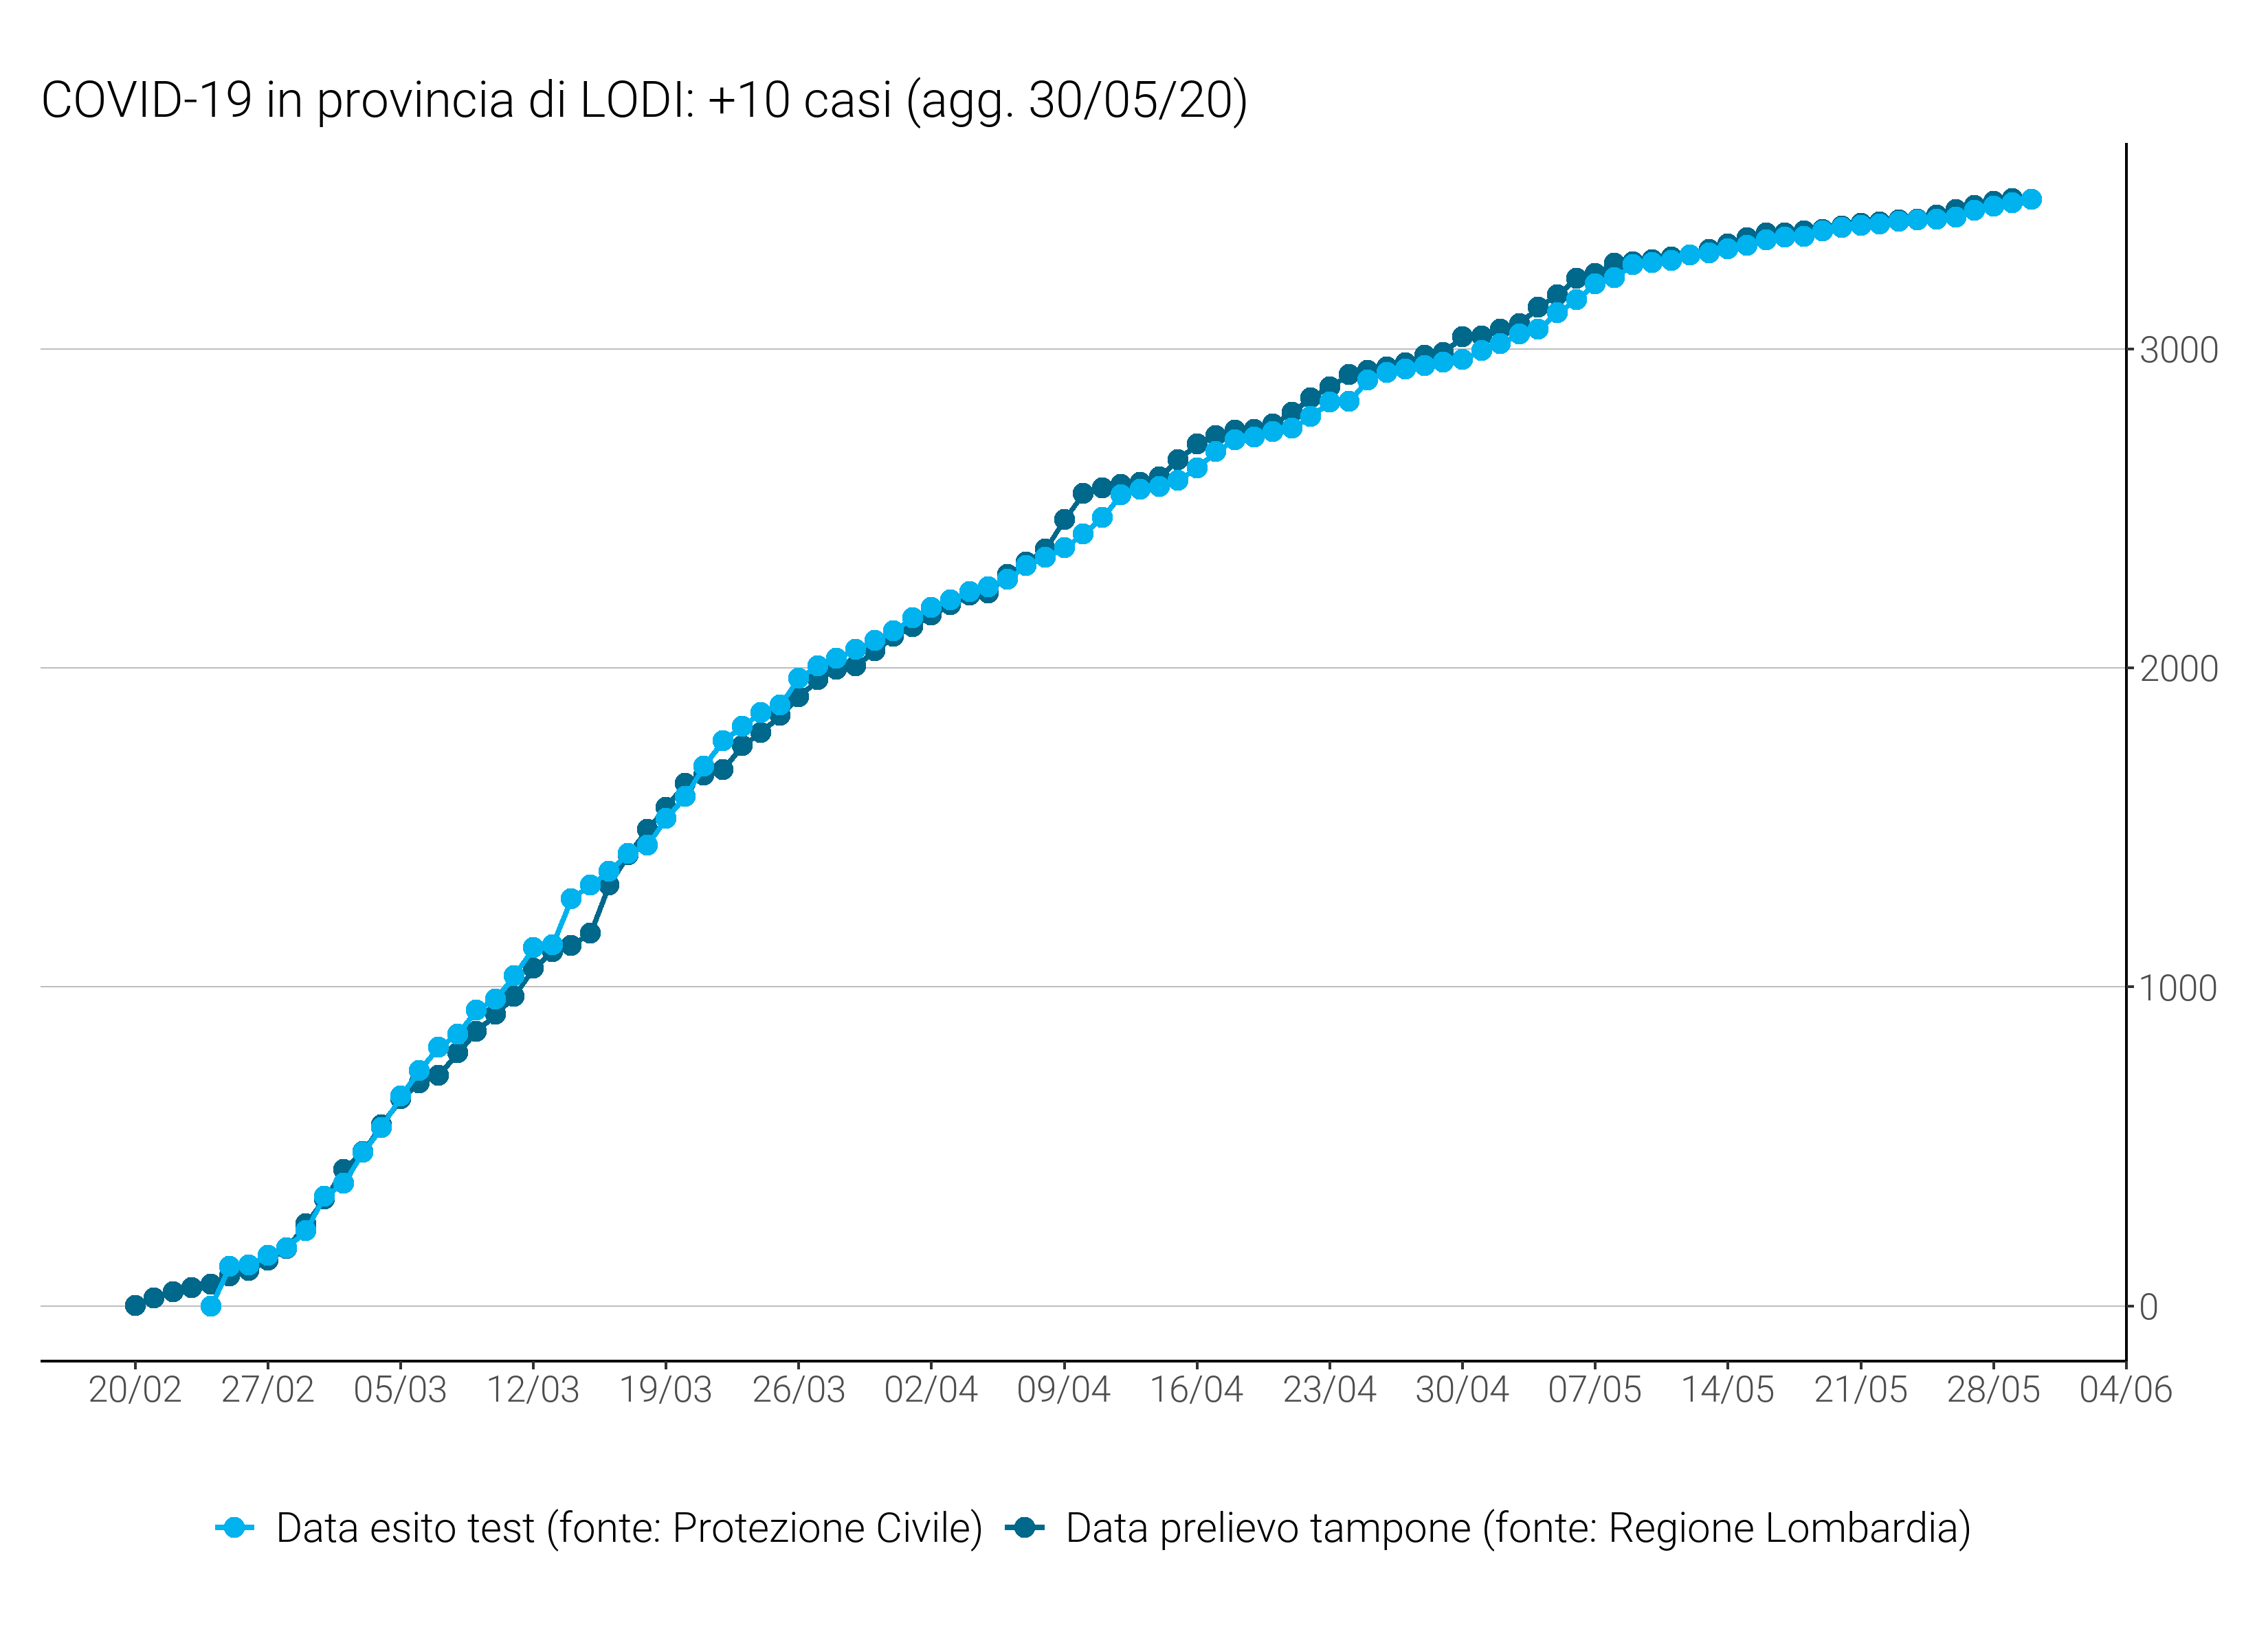 COVID-19 in provincia di LODI: +10 casi (agg. 30/05/20)
3000
2000
1000
0
20/02 27/02 05/03 12/03 19/03 26/03 02/04 09/04 16/04 23/04 30/04 07/05 14/05 21/05 28/05 04/06
Data esito test (fonte: Protezione Civile) Data prelievo tampone (fonte: Regione Lombardia)